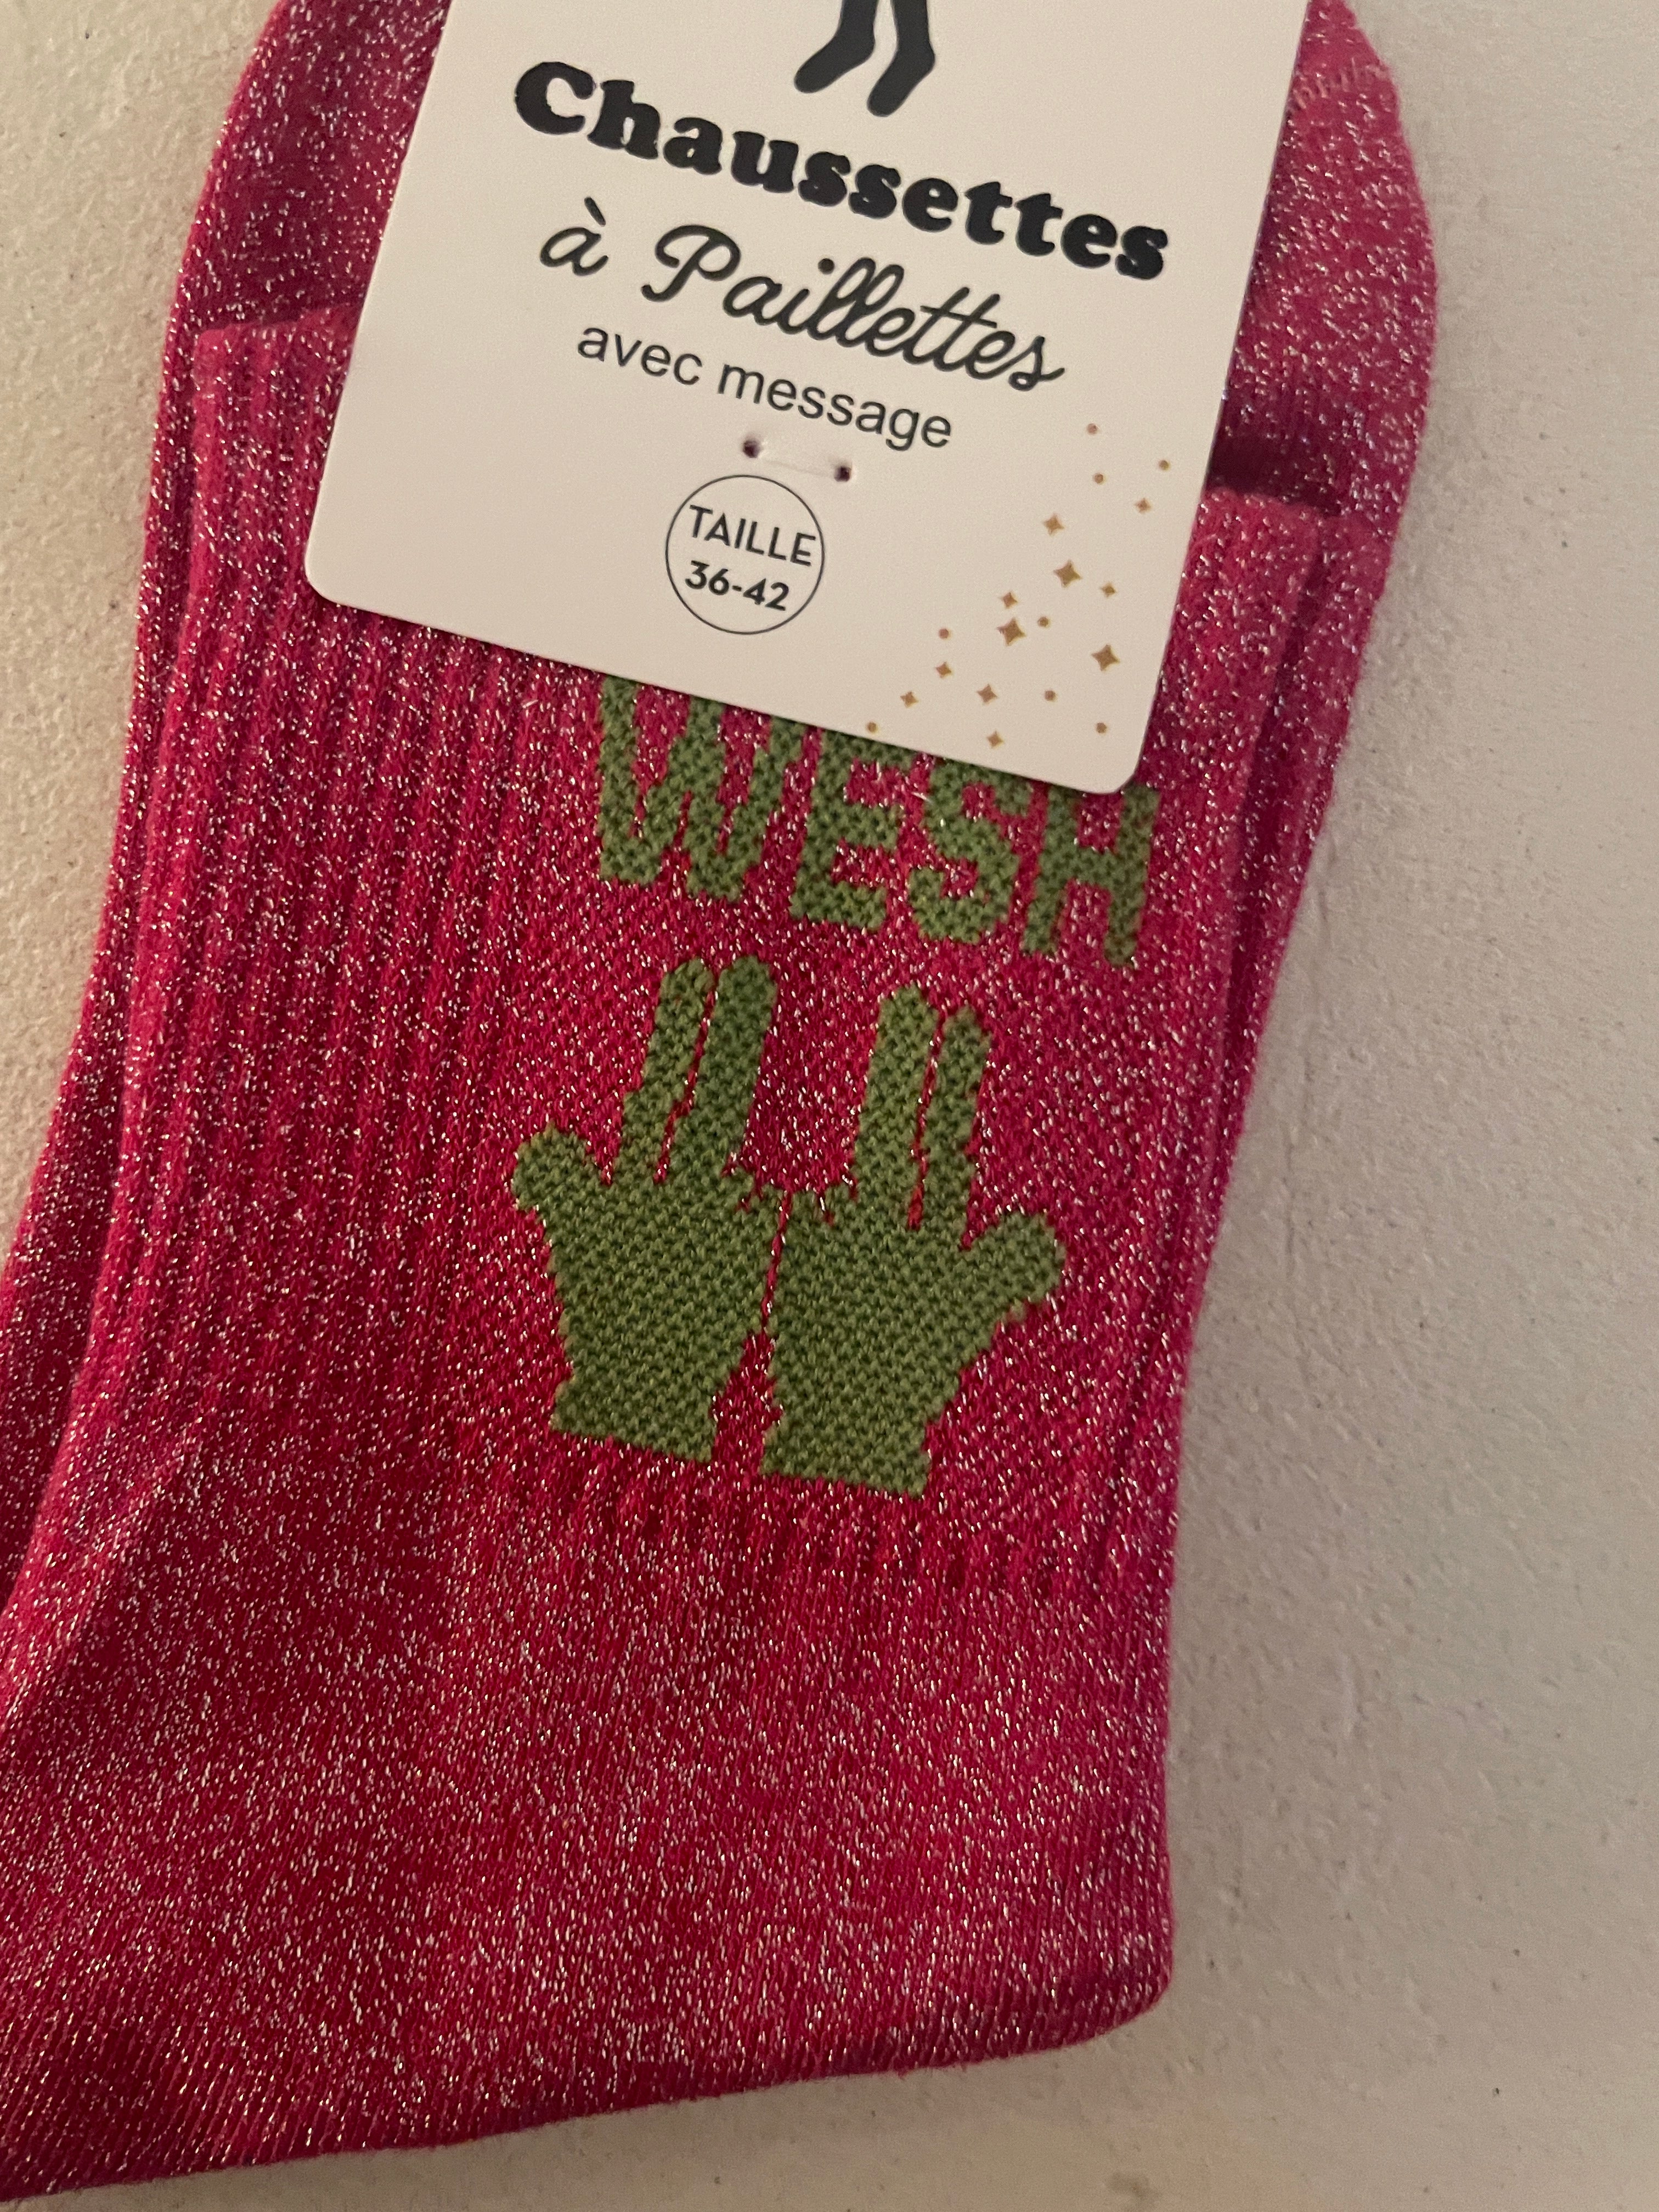 Chaussettes
à Paillettes
avec message
TAILLE
36-42
WESH